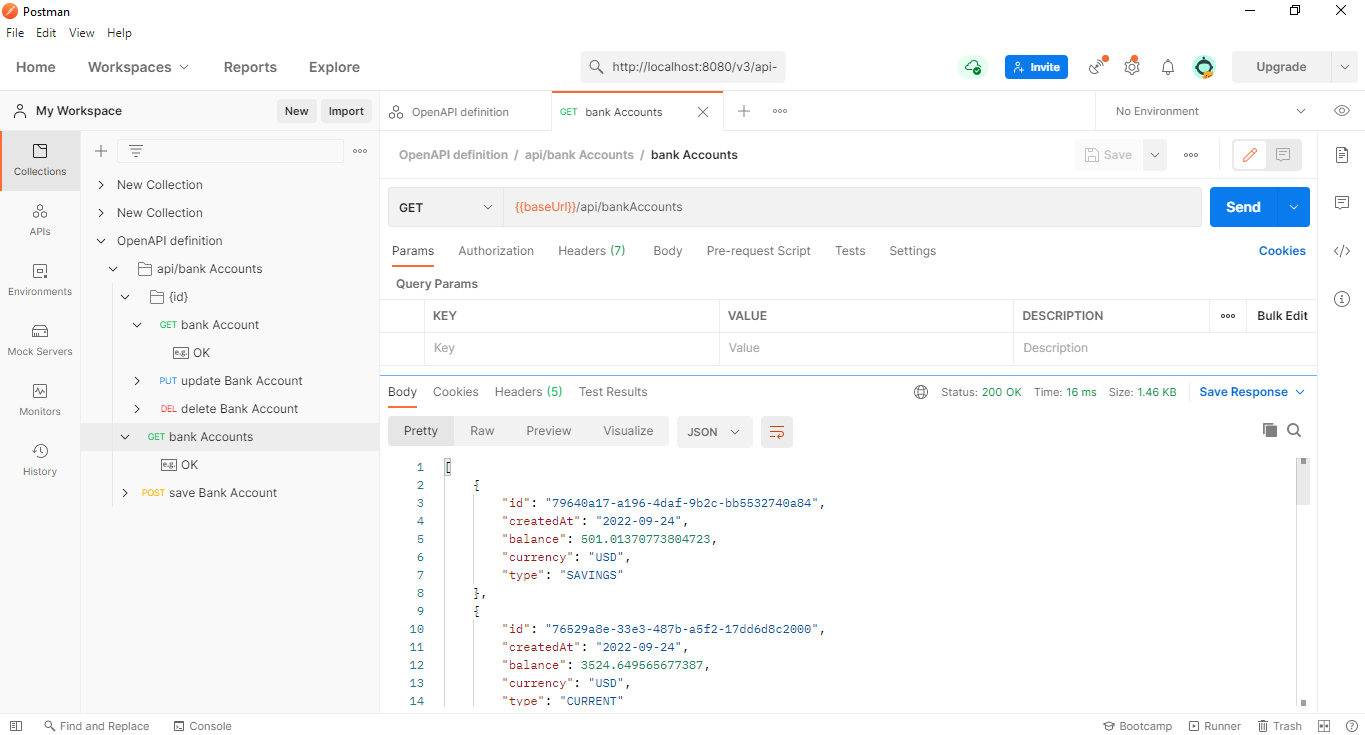 Postman
File Edit View Help
Home Workspaces Reports Explore http://localhost:8080/v3/api- Invite Upgrade
My Workspace New Import OpenAPI definition GET bank Accounts No Environment
Collections
APIs
Environments
Mock Servers
Monitors
History
New Collection
New Collection
OpenAPI definition
api/bank Accounts
{id}
GET bank Account
e.g. OK
PUT update Bank Account
DEL delete Bank Account
GET bank Accounts
e.g. OK
POST save Bank Account
OpenAPI definition / api/bank Accounts / bank Accounts Save
GET {{baseUrl}}/api/bankAccounts Send
Params Authorization Headers (7) Body Pre-request Script Tests Settings Cookies
Query Params
KEY VALUE DESCRIPTION Bulk Edit
Key Value Description
Body Cookies Headers (5) Test Results Status: 200 OK Time: 16 ms Size: 1.46 KB Save Response
Pretty Raw Preview Visualize JSON
1 [
2 {
3 "id": "79640a17-a196-4daf-9b2c-bb5532740a84",
4 "createdAt": "2022-09-24",
5 "balance": 501.01370773804723,
6 "currency": "USD",
7 "type": "SAVINGS"
8 },
9 {
10 "id": "76529a8e-33e3-487b-a5f2-17dd6d8c2000",
11 "createdAt": "2022-09-24",
12 "balance": 3524.649565677387,
13 "currency": "USD",
14 "type": "CURRENT"
Find and Replace Console Bootcamp Runner Trash